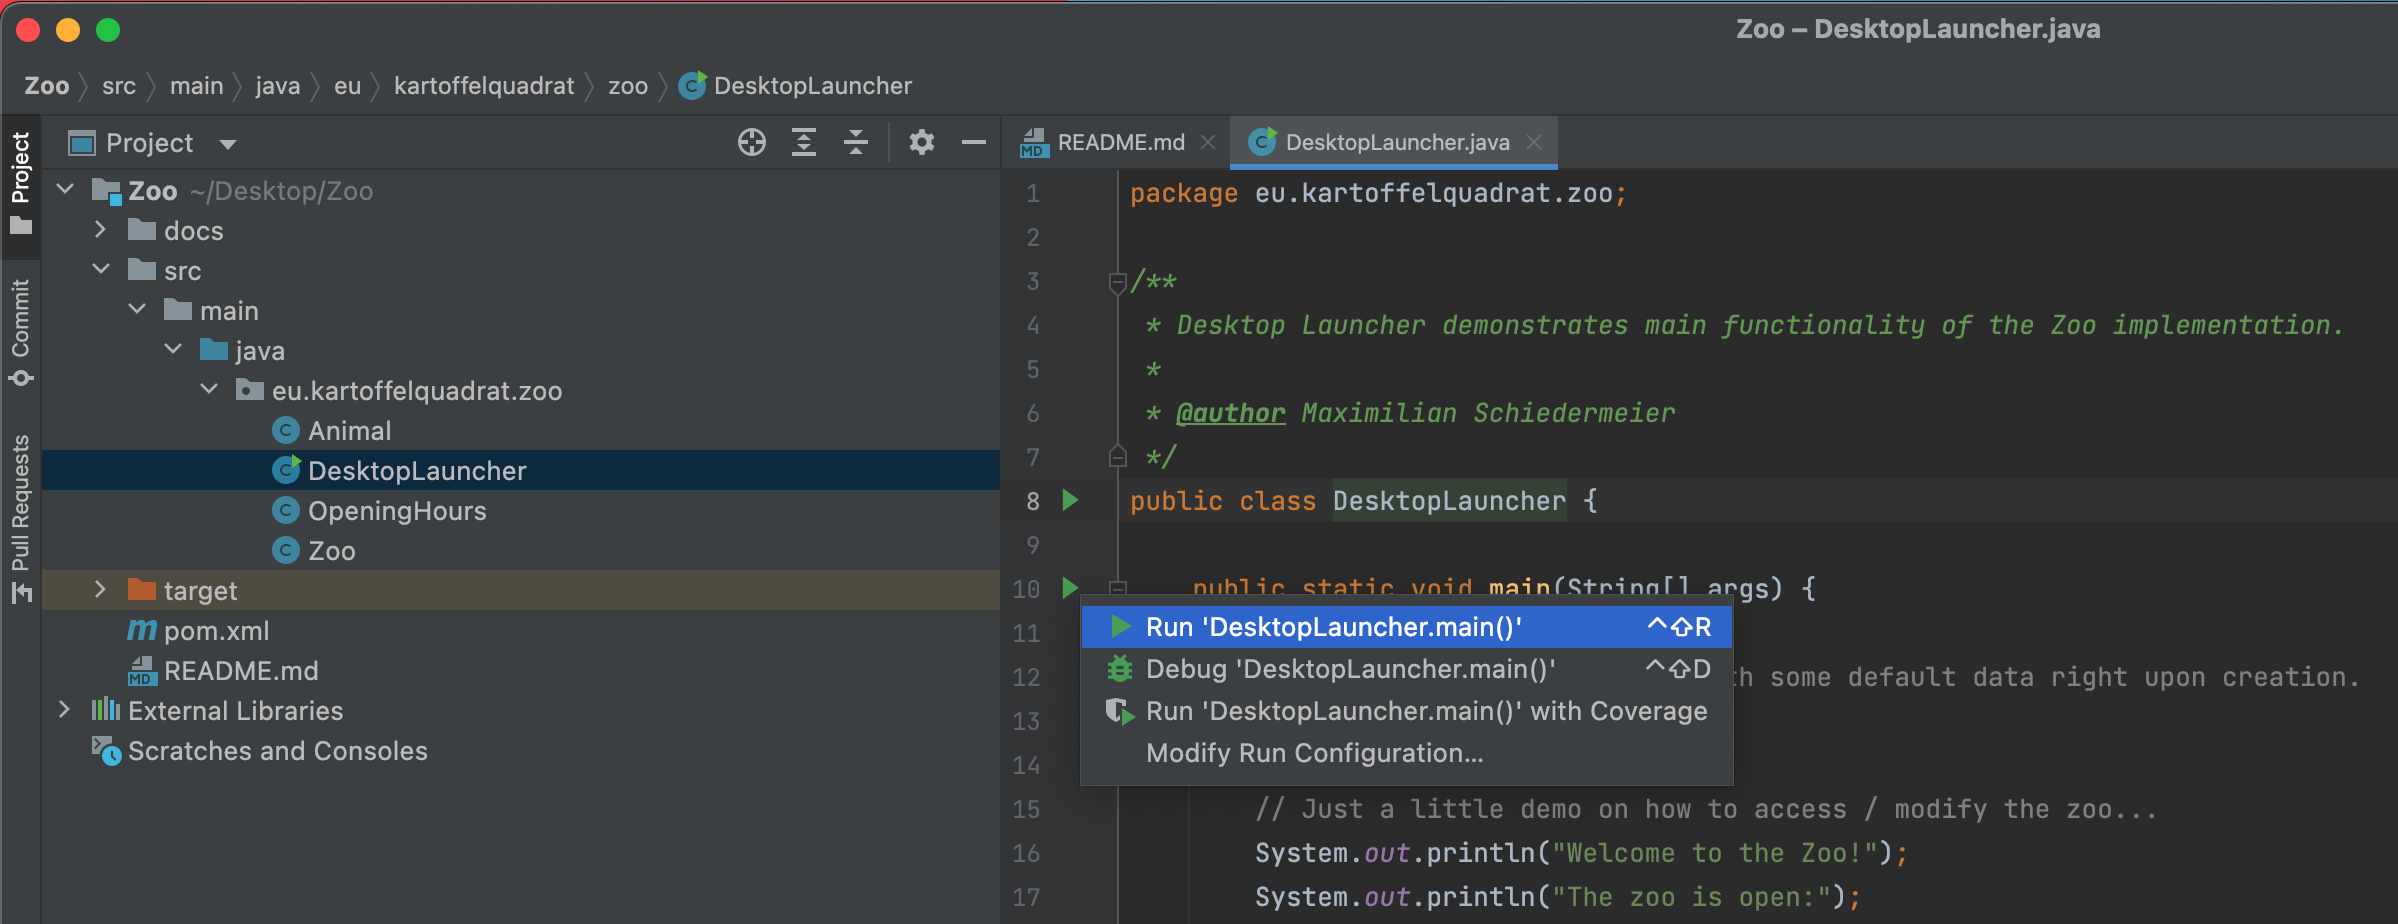 Zoo – DesktopLauncher.java
Zoo src main java eu kartoffelquadrat zoo C DesktopLauncher
Project
Commit
Pull Requests
Project
Zoo ~/Desktop/Zoo
docs
src
main
java
eu.kartoffelquadrat.zoo
C Animal
C DesktopLauncher
C OpeningHours
C Zoo
target
m pom.xml
MD README.md
External Libraries
Scratches and Consoles
MD README.md C DesktopLauncher.java
1 package eu.kartoffelquadrat.zoo;
2
3 /**
4 * Desktop Launcher demonstrates main functionality of the Zoo implementation.
5 *
6 * @author Maximilian Schiedermeier
7 */
8 public class DesktopLauncher {
9
10 public static void main(String[] args) {
11
12 some default data right upon creation.
13
14
15 // Just a little demo on how to access / modify the zoo...
16 System.out.println("Welcome to the Zoo!");
17 System.out.println("The zoo is open:");
Run 'DesktopLauncher.main()' ^⇧R
Debug 'DesktopLauncher.main()' ^⇧D
Run 'DesktopLauncher.main()' with Coverage
Modify Run Configuration...